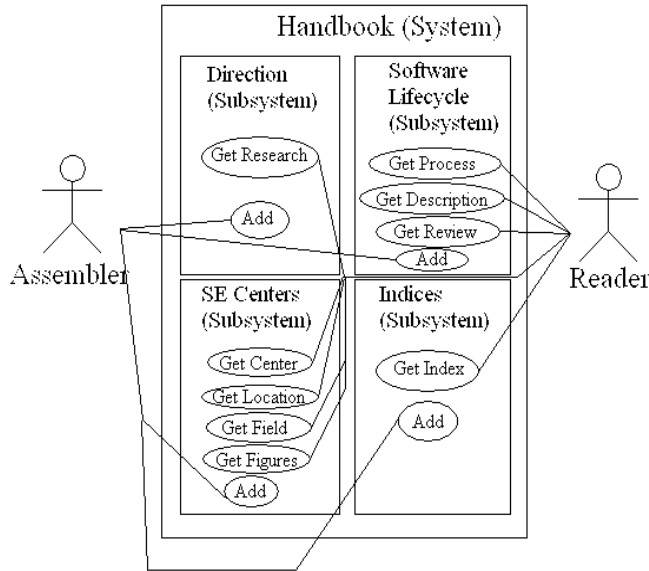 Handbook (System)
Direction
(Subsystem)
Get Research
Add
Software
Lifecycle
(Subsystem)
Get Process
Get Description
Get Review
Add
Assembler
Reader
SE Centers
(Subsystem)
Get Center
Get Location
Get Field
Get Figures
Add
Indices
(Subsystem)
Get Index
Add